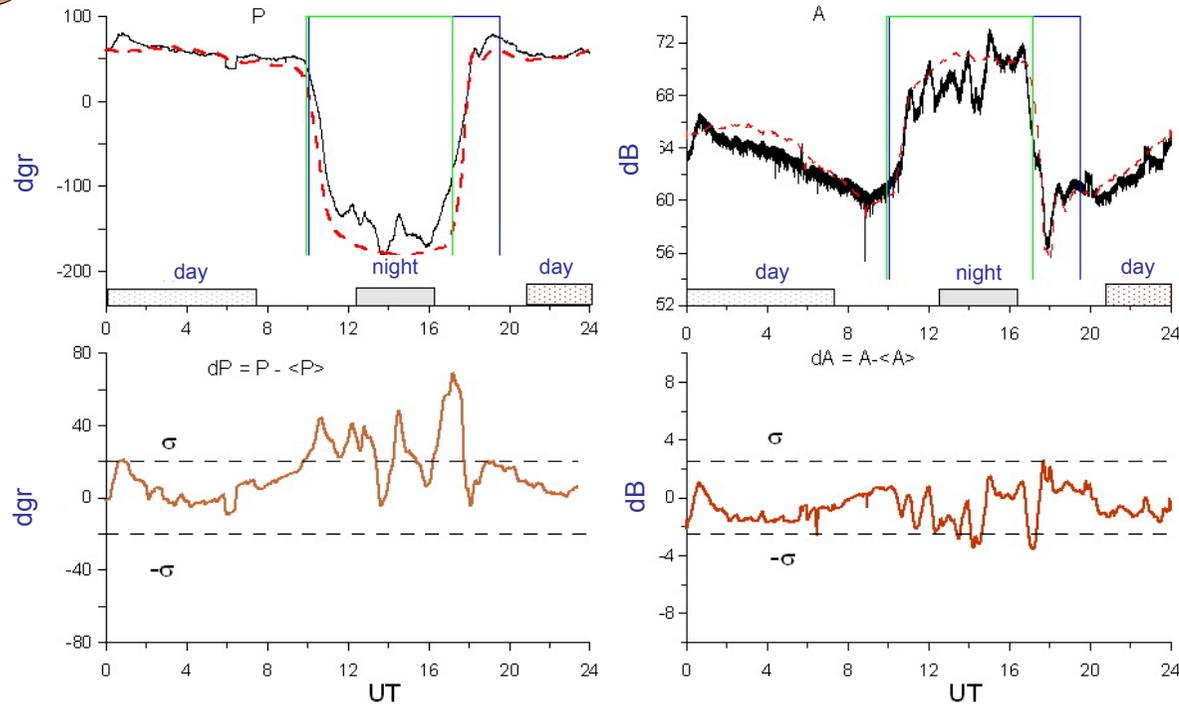 P
100
0
-100
-200
dgr
day
night
day
0 4 8 12 16 20 24
A
72
68
64
60
56
52
dB
day
night
day
0 4 8 12 16 20 24
dP = P - <P>
80
40
0
-40
-80
dgr
σ
-σ
0 4 8 12 16 20 24
UT
dA = A-<A>
8
4
0
-4
-8
dB
σ
-σ
0 4 8 12 16 20 24
UT